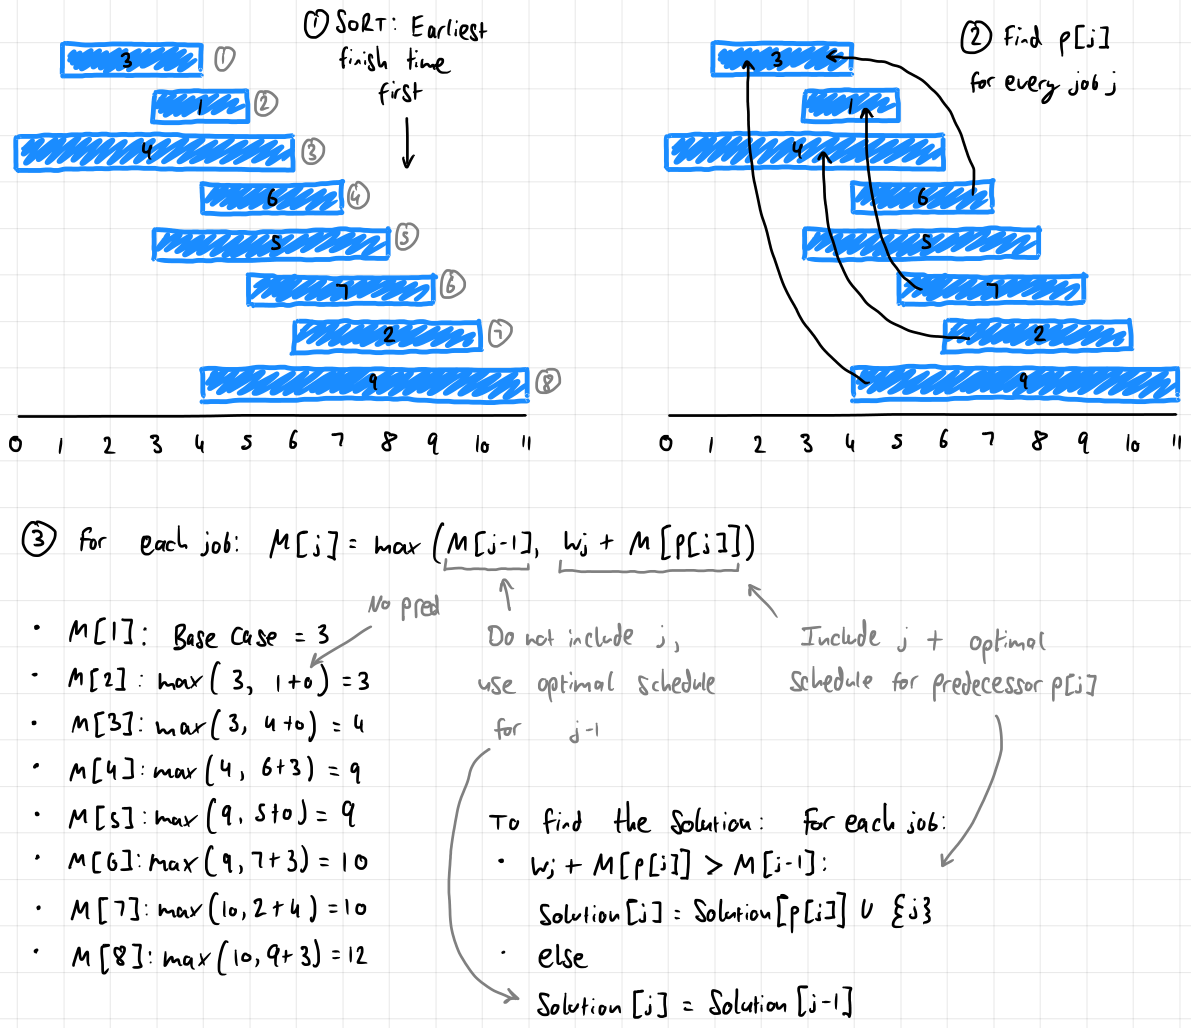 ① SORT: Earliest
finish time
first
3 ①
1 ②
4 ③
6 ④
5 ⑤
7 ⑥
2 ⑦
9 ⑧
0 1 2 3 4 5 6 7 8 9 10 11
② Find p[j]
for every job j
3
1
4
6
5
7
2
9
0 1 2 3 4 5 6 7 8 9 10 11
③ For each job: M[j] = max(M[j-1], Wj + M[p[j]])
No pred
Do not include j,
use optimal schedule
for j-1
Include j + optimal
schedule for predecessor p[j]
• M[1]: Base Case = 3
• M[2]: max(3, 1+0) = 3
• M[3]: max(3, 4+0) = 4
• M[4]: max(4, 6+3) = 9
• M[5]: max(9, 5+0) = 9
• M[6]: max(9, 7+3) = 10
• M[7]: max(10, 2+4) = 10
• M[8]: max(10, 9+3) = 12
To find the Solution: For each job:
• Wj + M[p[j]] > M[j-1]:
Solution[j] = Solution[p[j]] ∪ {j}
• else
Solution[j] = Solution[j-1]